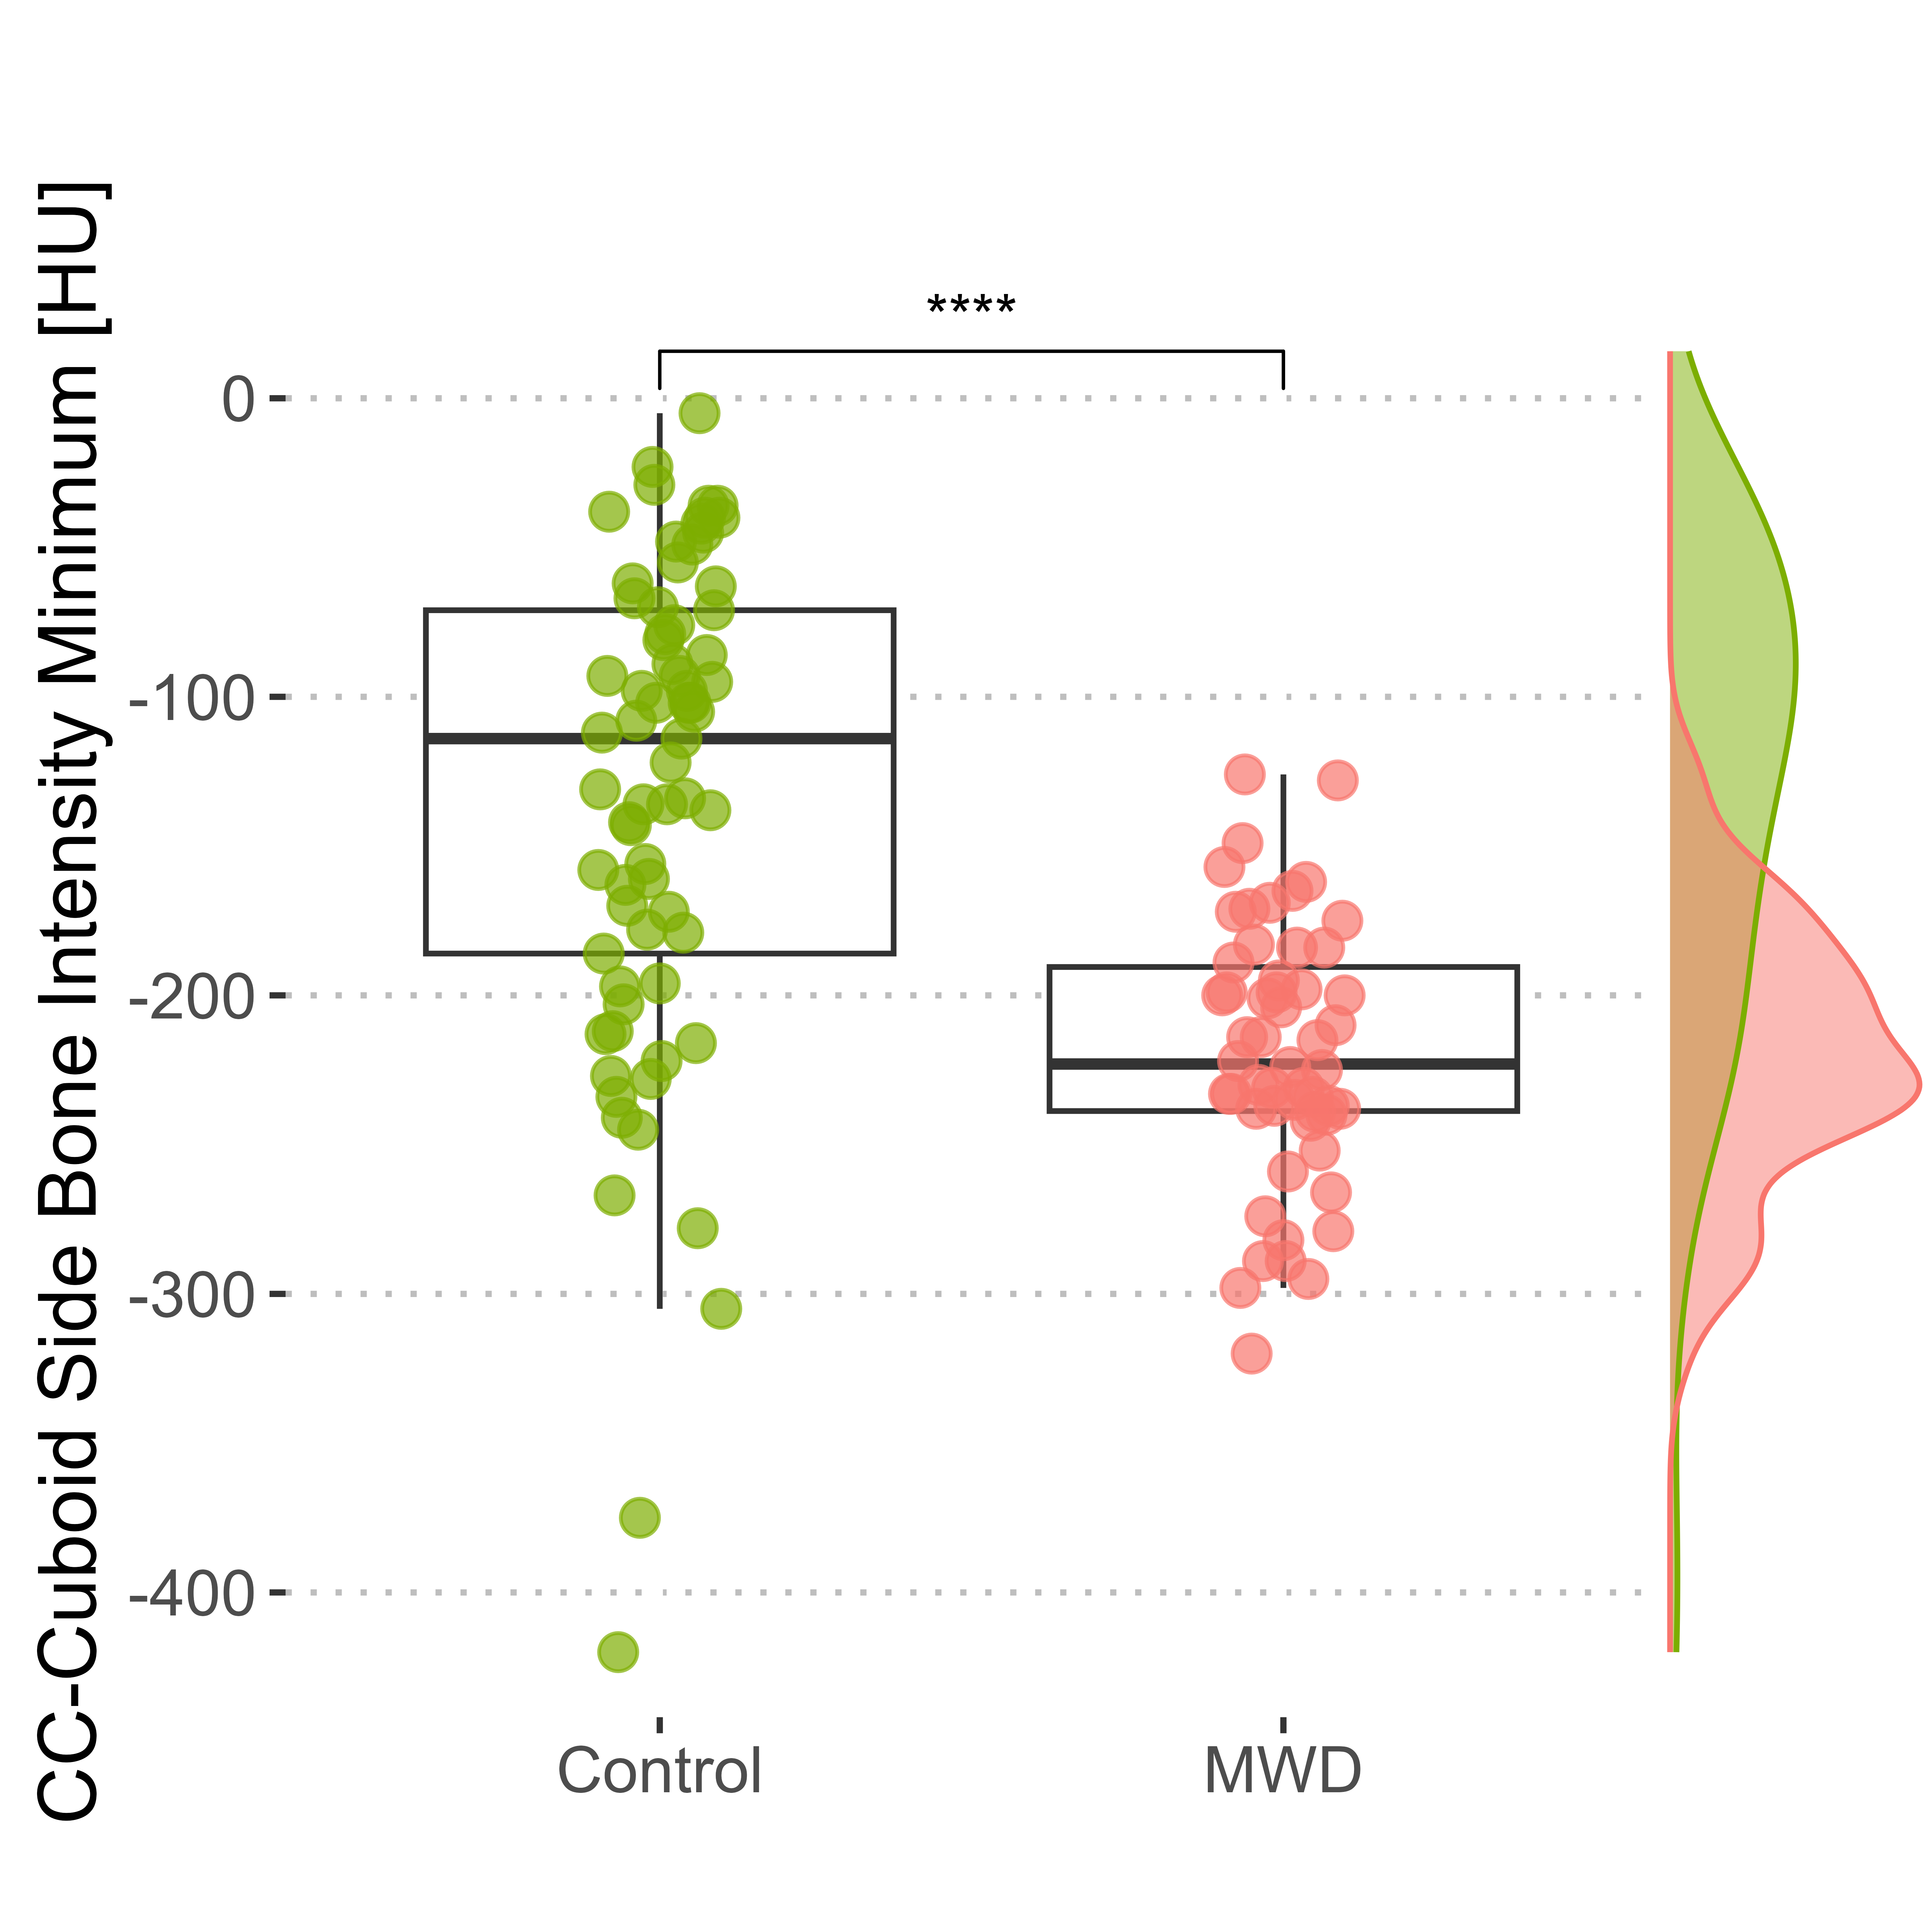 CC-Cuboid Side Bone Intensity Minimum [HU]
****
0
-100
-200
-300
-400
Control
MWD